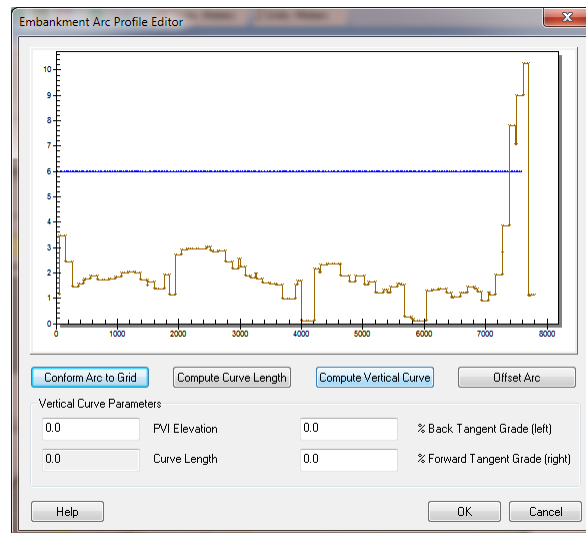 Embankment Arc Profile Editor
10
9
8
7
6
5
4
3
2
1
0
0 1000 2000 3000 4000 5000 6000 7000 8000
Conform Arc to Grid Compute Curve Length Compute Vertical Curve Offset Arc
Vertical Curve Parameters
0.0 PVI Elevation 0.0 % Back Tangent Grade (left)
0.0 Curve Length 0.0 % Forward Tangent Grade (right)
Help OK Cancel